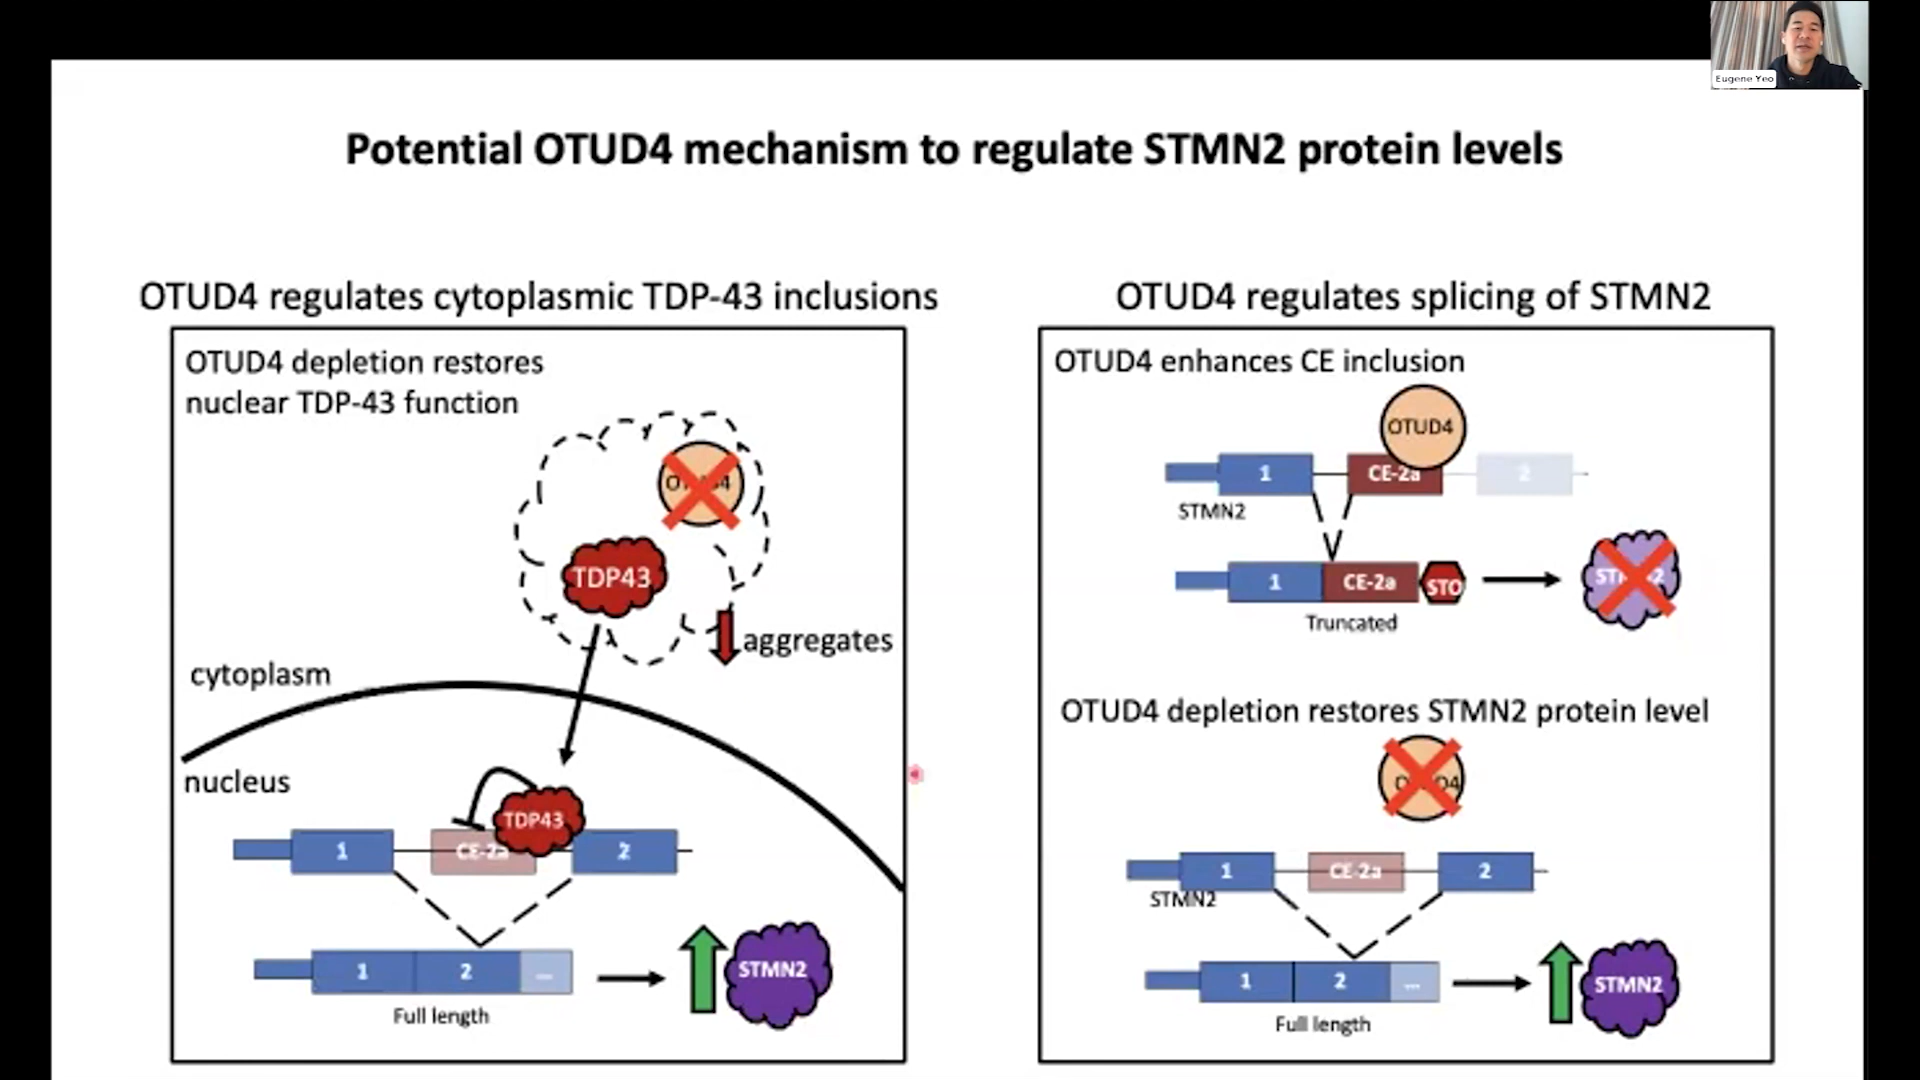 Eugene Yeo
Potential OTUD4 mechanism to regulate STMN2 protein levels
OTUD4 regulates cytoplasmic TDP-43 inclusions
OTUD4 depletion restores
nuclear TDP-43 function
TDP43
aggregates
cytoplasm
nucleus
TDP43
1
CE-2a
2
1
2
...
STMN2
Full length
OTUD4 regulates splicing of STMN2
OTUD4 enhances CE inclusion
OTUD4
1
CE-2a
2
STMN2
1
CE-2a
STO
Truncated
OTUD4 depletion restores STMN2 protein level
1
CE-2a
2
STMN2
1
2
...
STMN2
Full length